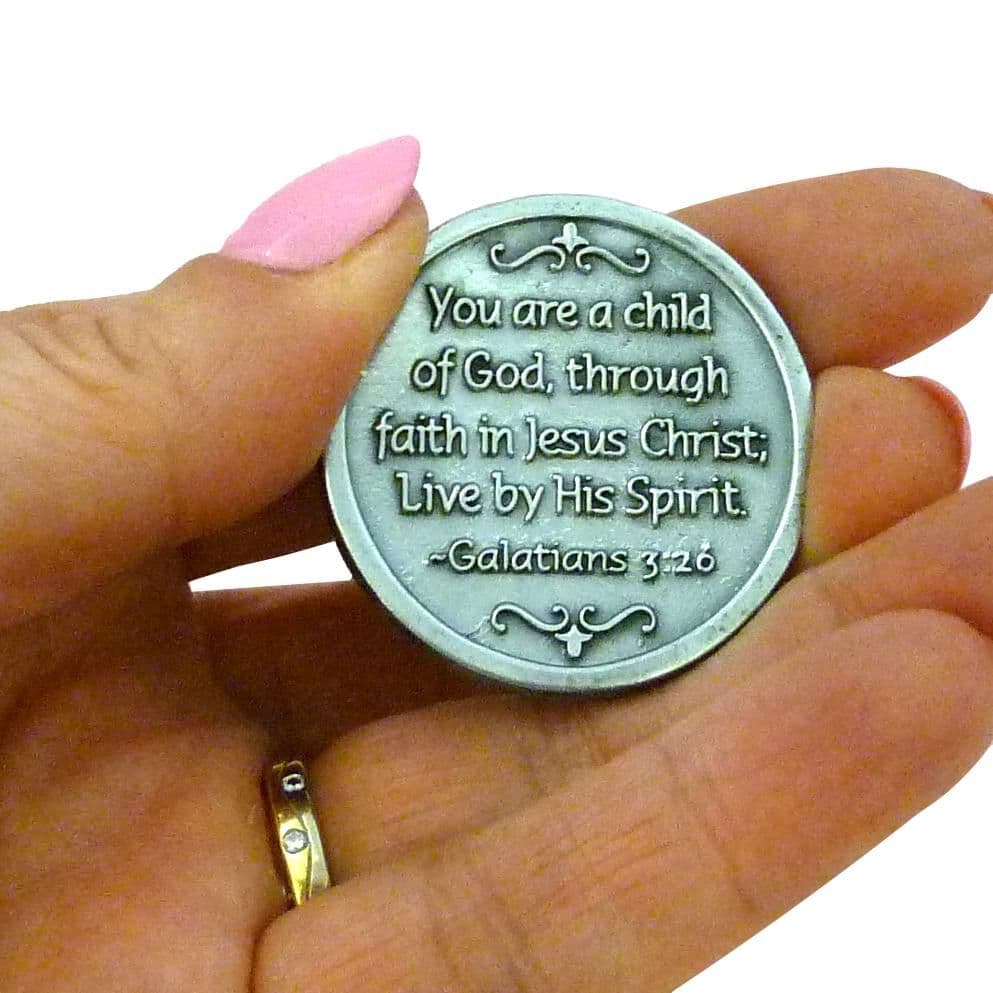 You are a child
of God, through
faith in Jesus Christ;
Live by His Spirit.
~Galatians 3:26